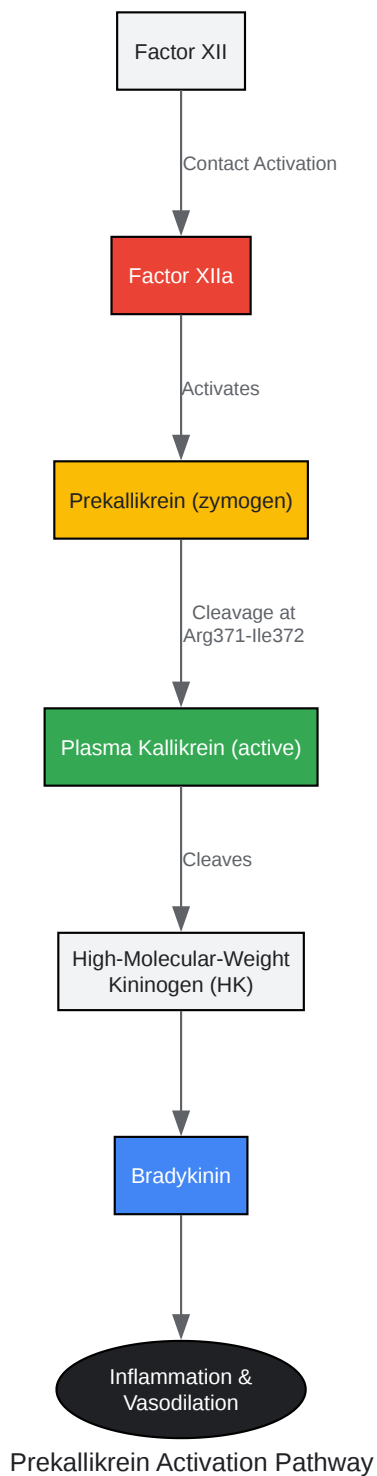 Factor XII
Contact Activation
Factor XIIa
Activates
Prekallikrein (zymogen)
Cleavage at
Arg371-Ile372
Plasma Kallikrein (active)
Cleaves
High-Molecular-Weight
Kininogen (HK)
Bradykinin
Inflammation &
Vasodilation
Prekallikrein Activation Pathway